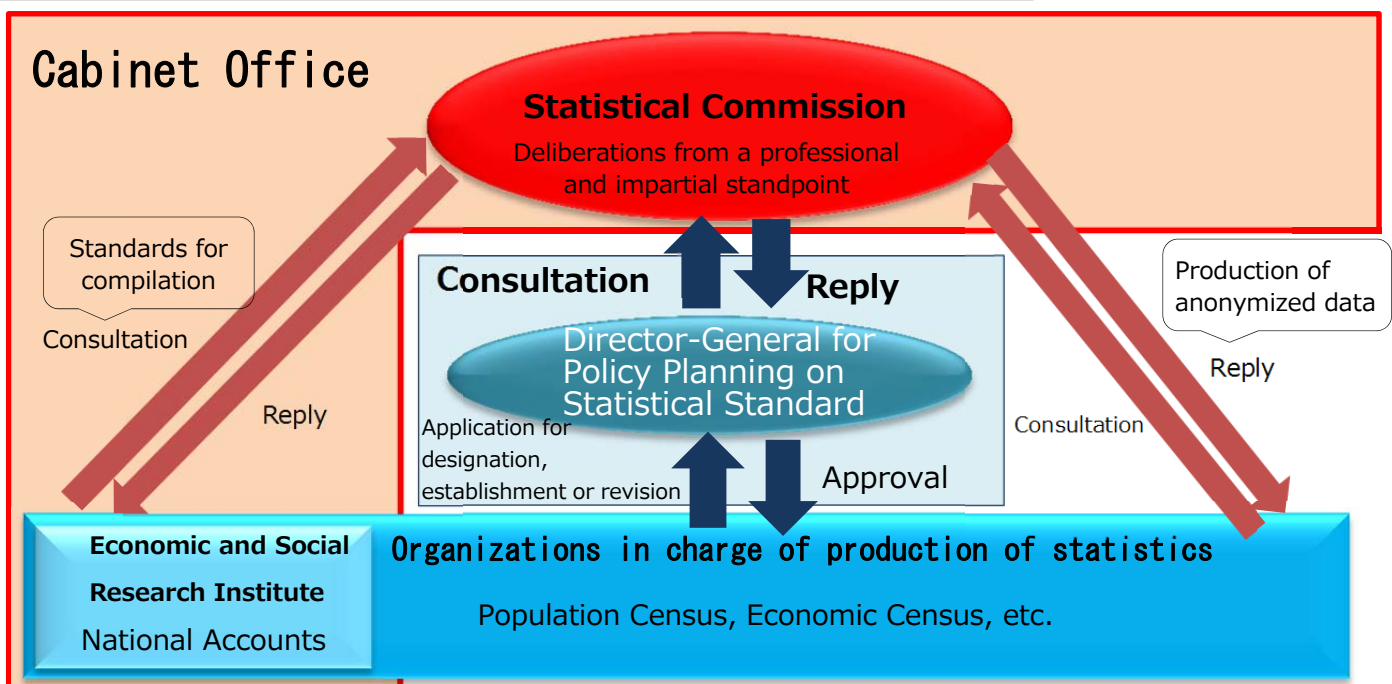 Cabinet Office
Statistical Commission
Deliberations from a professional
and impartial standpoint
Standards for
compilation
Consultation
Reply
Consultation
Reply
Director-General for
Policy Planning on
Statistical Standard
Application for
designation,
establishment or revision
Approval
Production of
anonymized data
Reply
Consultation
Economic and Social
Research Institute
National Accounts
Organizations in charge of production of statistics
Population Census, Economic Census, etc.